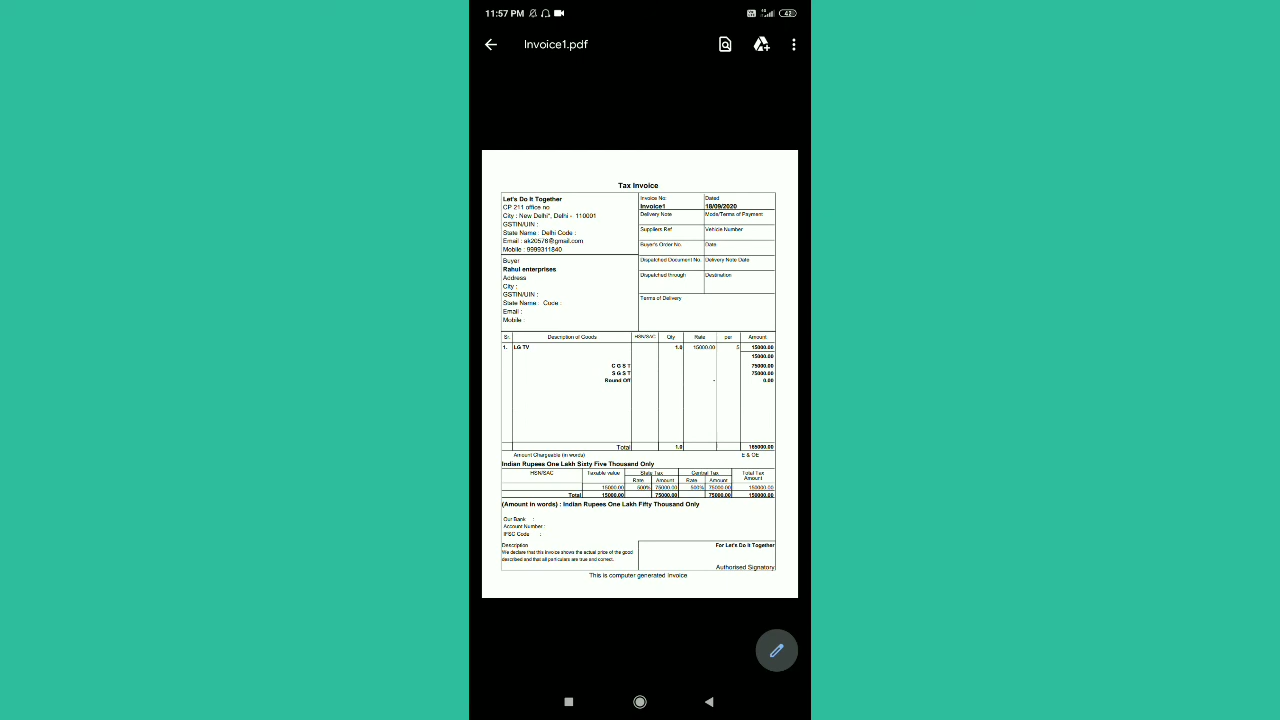 11:57 PM
42
Invoice1.pdf
Tax Invoice
Let's Do It Together
CP 211 office no
City : New Delhi", Delhi - 110001
GSTIN/UIN :
State Name : Delhi Code :
Email : ak20576@gmail.com
Mobile : 9999311840
Invoice No: Dated
Invoice1 18/09/2020
Delivery Note Mode/Terms of Payment
Suppliers Ref Vehicle Number
Buyer's Order No. Date
Dispatched Document No. Delivery Note Date
Dispatched through Destination
Terms of Delivery
Buyer
Rahul enterprises
Address
City :
GSTIN/UIN :
State Name : Code :
Email :
Mobile :
Sr. Description of Goods HSN/SAC Qty Rate per Amount
1. LG TV 1.0 15000.00 5 15000.00
15000.00
C G S T 75000.00
S G S T 75000.00
Round Off - 0.00
Total 1.0 165000.00
Amount Chargeable (in words) E & OE
Indian Rupees One Lakh Sixty Five Thousand Only
HSN/SAC Taxable value State Tax Central Tax Total Tax Amount
Rate Amount Rate Amount
15000.00 500% 75000.00 500% 75000.00 150000.00
Total 15000.00 75000.00 75000.00 150000.00
(Amount in words) : Indian Rupees One Lakh Fifty Thousand Only
Our Bank :
Account Number :
IFSC Code :
Description
We declare that this invoice shows the actual price of the good
described and that all particulars are true and correct.
For Let's Do It Together
Authorised Signatory
This is computer generated Invoice